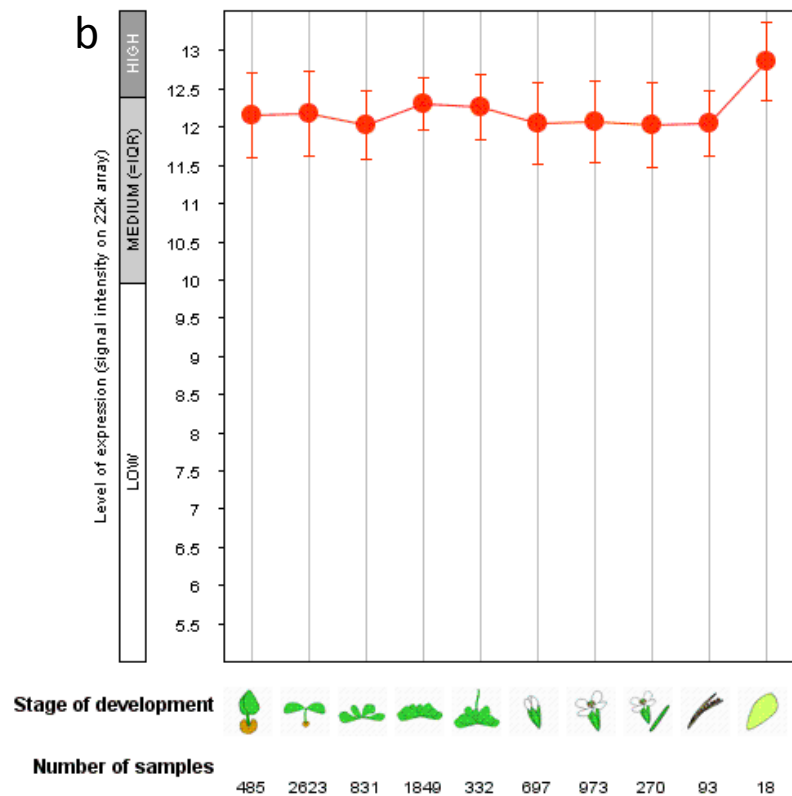 b
Level of expression (signal intensity on 22k array)
HIGH
MEDIUM (=IQR)
LOW
13
12.5
12
11.5
11
10.5
10
9.5
9
8.5
8
7.5
7
6.5
6
5.5
Stage of development
Number of samples
485 2623 831 1849 332 697 973 270 93 18